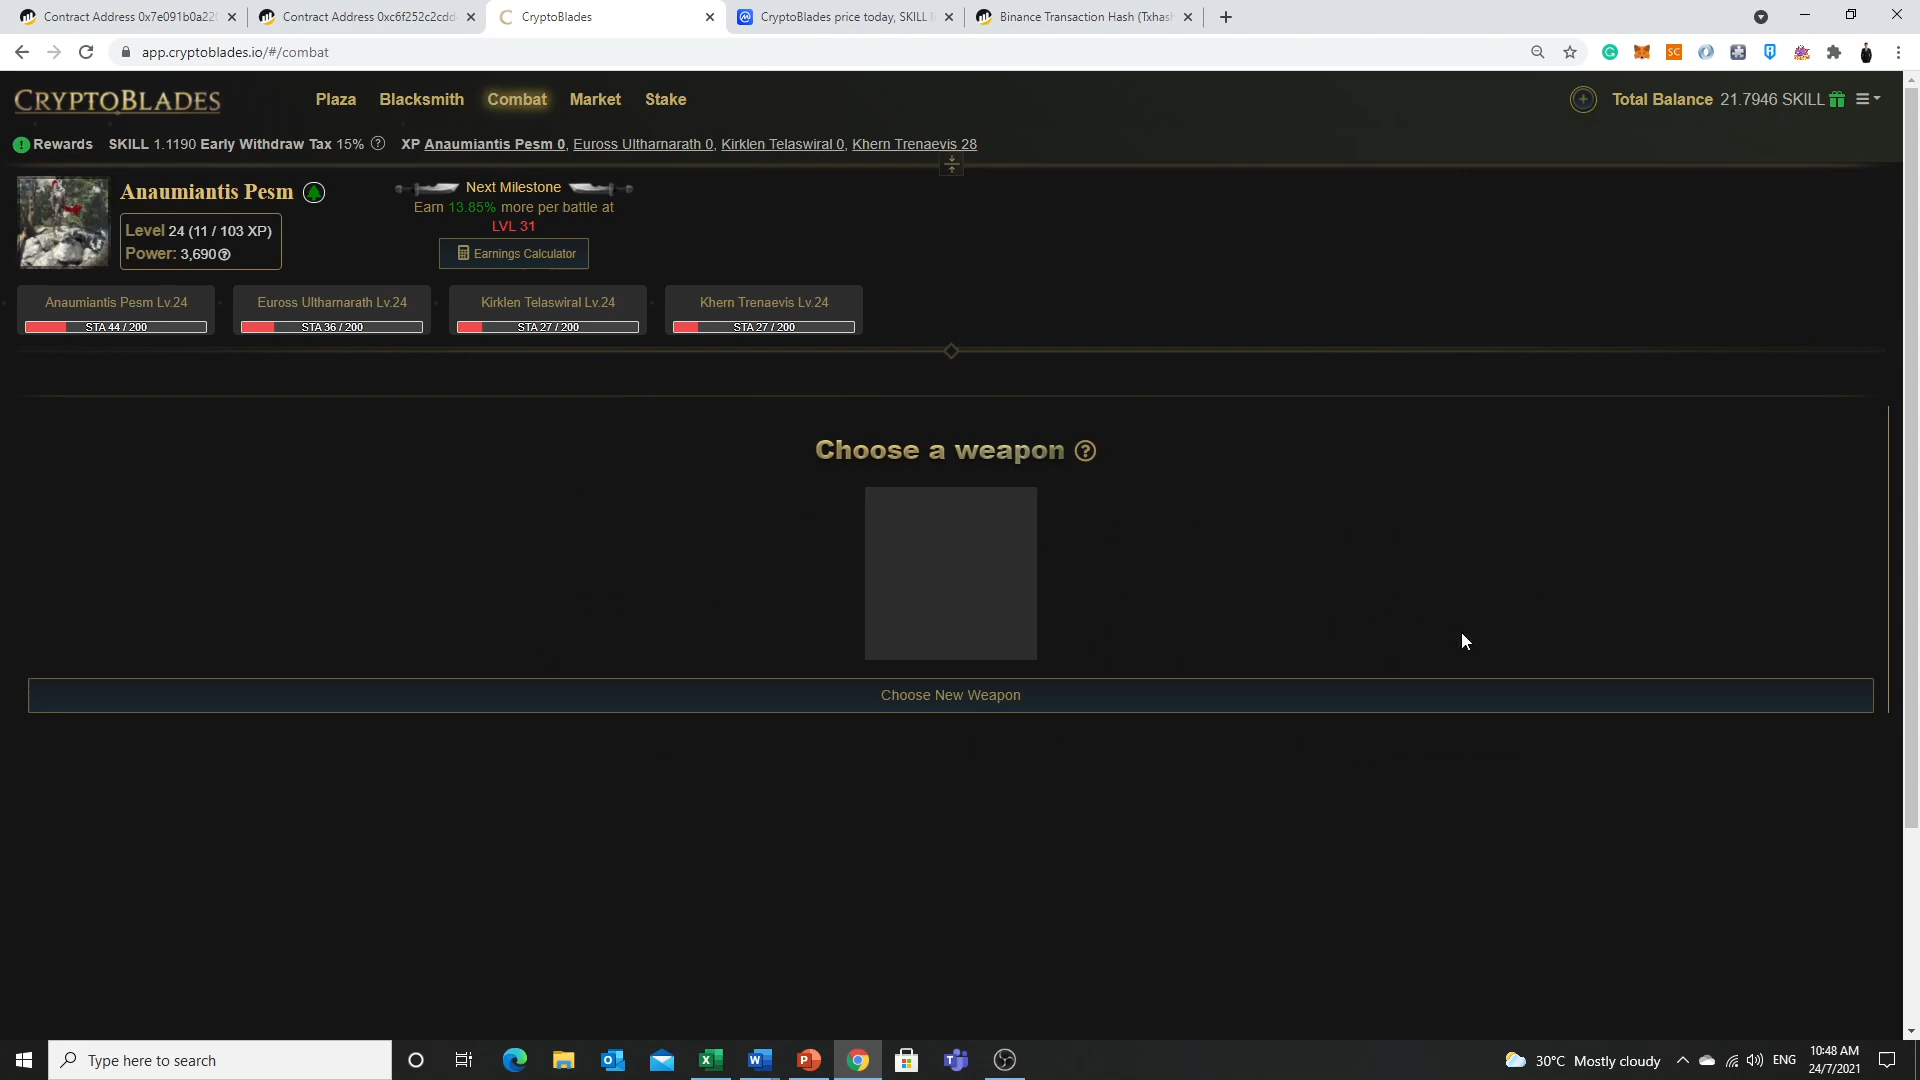 Contract Address 0x7e091b0a220
Contract Address 0xc6f252c2cdd
CryptoBlades
CryptoBlades price today, SKILL
Binance Transaction Hash (Txhas
app.cryptoblades.io/#/combat
CRYPTOBLADES
Plaza
Blacksmith
Combat
Market
Stake
Total Balance 21.7946 SKILL
Rewards SKILL 1.1190 Early Withdraw Tax 15% ? XP Anaumiantis Pesm 0, Euross Ultharnarath 0, Kirklen Telaswiral 0, Khern Trenaevis 28
Anaumiantis Pesm
Level 24 (11 / 103 XP)
Power: 3,690 ?
Next Milestone
Earn 13.85% more per battle at
LVL 31
Earnings Calculator
Anaumiantis Pesm Lv.24
STA 44 / 200
Euross Ultharnarath Lv.24
STA 36 / 200
Kirklen Telaswiral Lv.24
STA 27 / 200
Khern Trenaevis Lv.24
STA 27 / 200
Choose a weapon ?
Choose New Weapon
Type here to search
30°C Mostly cloudy
ENG
10:48 AM
24/7/2021